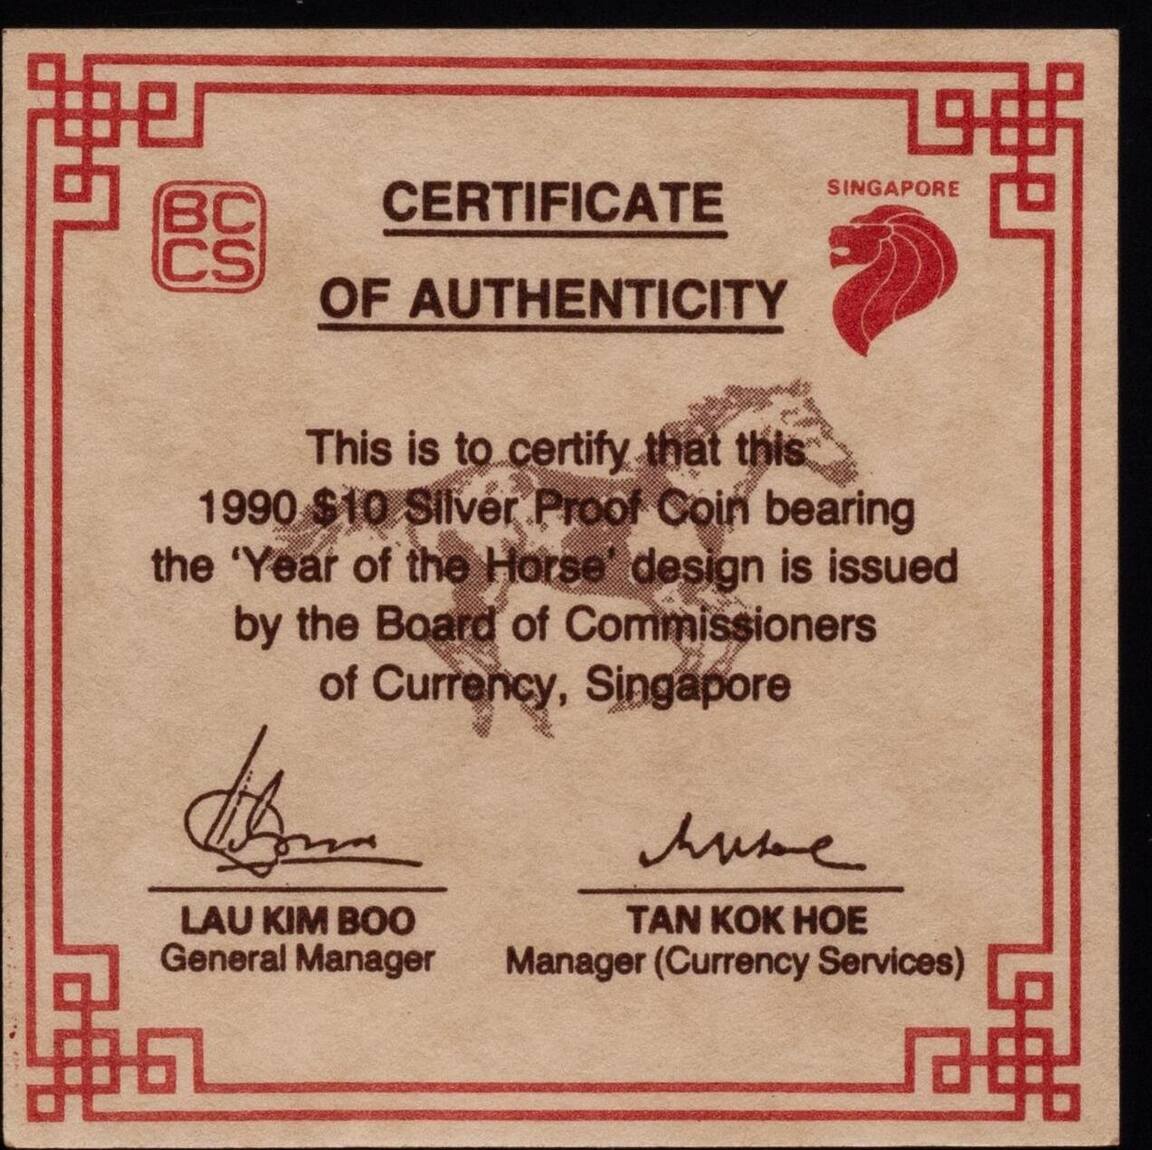 BC
CS
SINGAPORE
CERTIFICATE
OF AUTHENTICITY
This is to certify that this
1990 $10 Silver Proof Coin bearing
the ‘Year of the Horse’ design is issued
by the Board of Commissioners
of Currency, Singapore
LAU KIM BOO
General Manager
TAN KOK HOE
Manager (Currency Services)